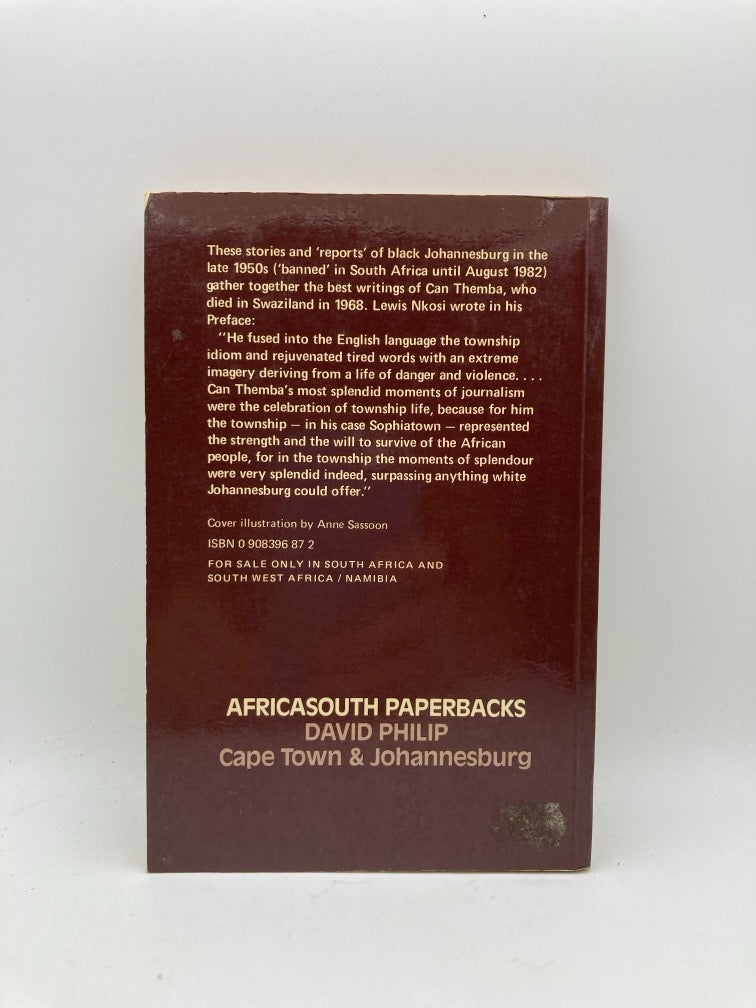 These stories and 'reports' of black Johannesburg in the
late 1950s ('banned' in South Africa until August 1982)
gather together the best writings of Can Themba, who
died in Swaziland in 1968. Lewis Nkosi wrote in his
Preface:
"He fused into the English language the township
idiom and rejuvenated tired words with an extreme
imagery deriving from a life of danger and violence. . . .
Can Themba's most splendid moments of journalism
were the celebration of township life, because for him
the township — in his case Sophiatown — represented
the strength and the will to survive of the African
people, for in the township the moments of splendour
were very splendid indeed, surpassing anything white
Johannesburg could offer."
Cover illustration by Anne Sassoon
ISBN 0 908396 87 2
FOR SALE ONLY IN SOUTH AFRICA AND
SOUTH WEST AFRICA / NAMIBIA
AFRICASOUTH PAPERBACKS
DAVID PHILIP
Cape Town & Johannesburg